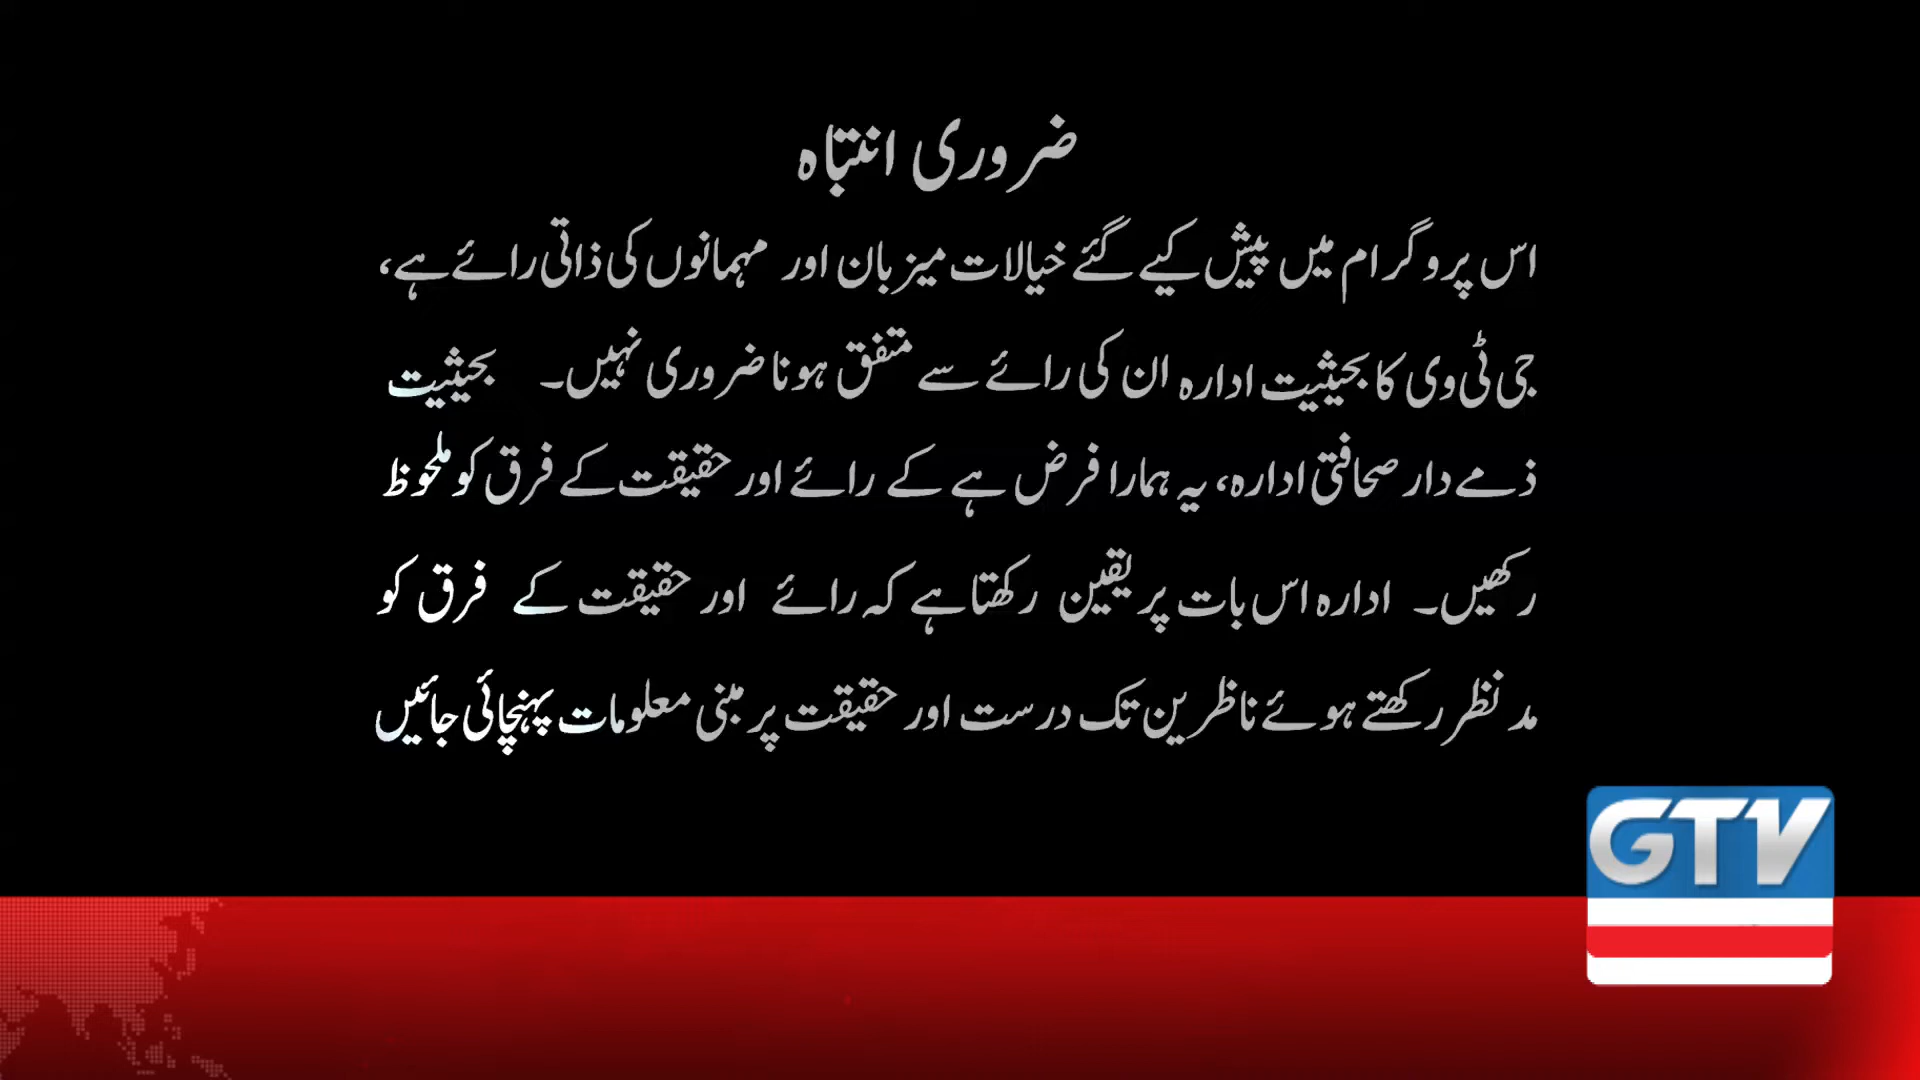 ضروری انتباہ
اس پروگرام میں پیش کیے گئے خیالات میزبان اور مہمانوں کی ذاتی رائے ہے،
جی ٹی وی کا بحیثیت ادارہ ان کی رائے سے متفق ہونا ضروری نہیں۔ بحیثیت
ذمے دار صحافتی ادارہ، یہ ہمارا فرض ہے کے رائے اور حقیقت کے فرق کو ملحوظ
رکھیں۔ ادارہ اس بات پر یقین رکھتا ہے کہ رائے اور حقیقت کے فرق کو
مد نظر رکھتے ہوئے ناظرین تک درست اور حقیقت پر مبنی معلومات پہنچائی جائیں
GTV